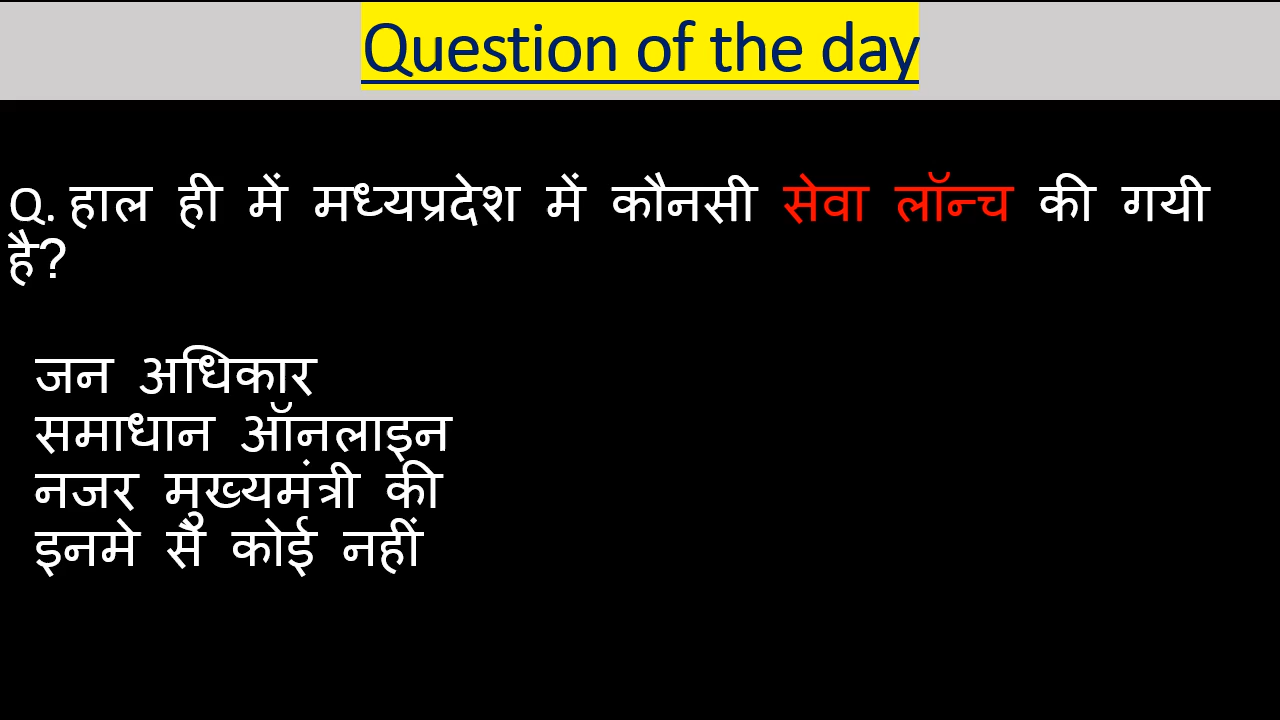 Question of the day
Q. हाल ही में मध्यप्रदेश में कौनसी सेवा लॉन्च की गयी
है?
जन अधिकार
समाधान ऑनलाइन
नजर मुख्यमंत्री की
इनमे से कोई नहीं